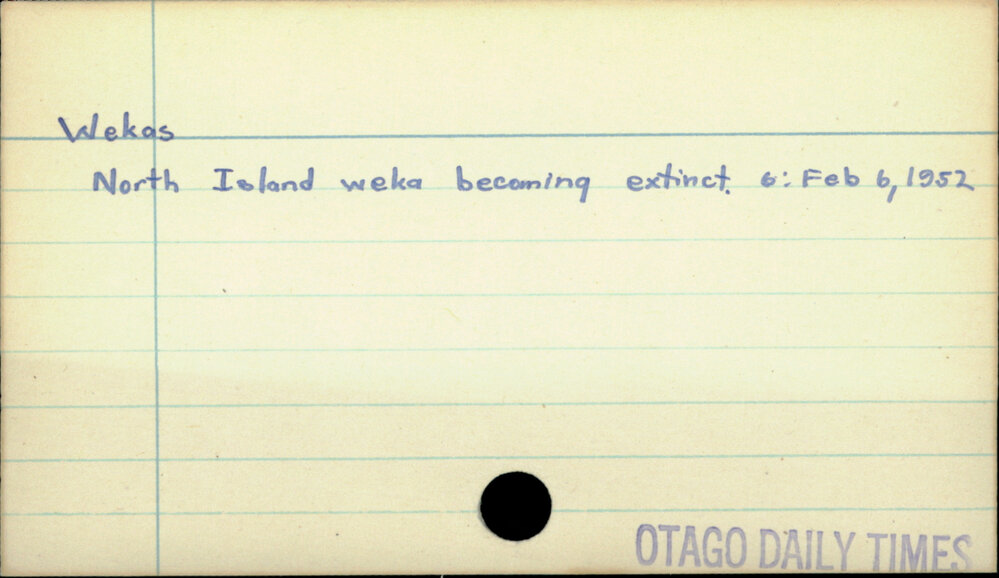 Wekas
North Island weka becoming extinct. 6: Feb 6, 1952
OTAGO DAILY TIMES